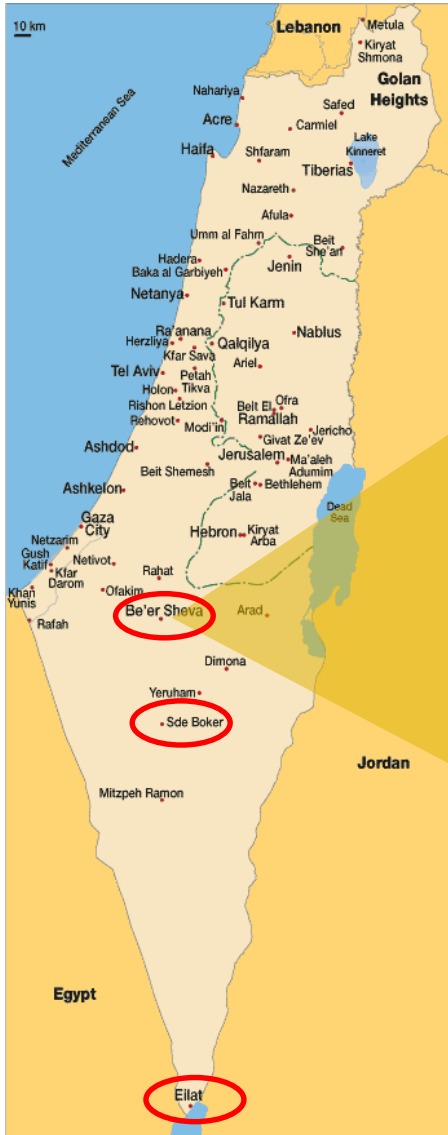 10 km
Lebanon
Metula
Kiryat
Shmona
Golan
Heights
Mediterranean Sea
Nahariya
Safed
Acre
Carmiel
Lake
Kinneret
Haifa
Shfaram
Tiberias
Nazareth
Afula
Umm al Fahm
Beit
She'an
Hadera
Baka al Garbiyeh
Jenin
Netanya
Tul Karm
Ra'anana
Herzliya
Nablus
Kfar Sava
Qalqilya
Tel Aviv
Petah
Tikva
Ariel
Holon
Rishon Letzion
Beit El
Ofra
Rehovot
Modi'in
Ramallah
Jericho
Givat Ze'ev
Ashdod
Jerusalem
Ma'aleh
Adumim
Beit Shemesh
Beit
Jala
Bethlehem
Ashkelon
Dead
Sea
Gaza
City
Hebron
Kiryat
Arba
Netzarim
Gush
Katif
Netivot
Kfar
Darom
Rahat
Khan
Yunis
Ofakim
Be'er Sheva
Arad
Rafah
Dimona
Yeruham
Sde Boker
Jordan
Mitzpeh Ramon
Egypt
Eilat